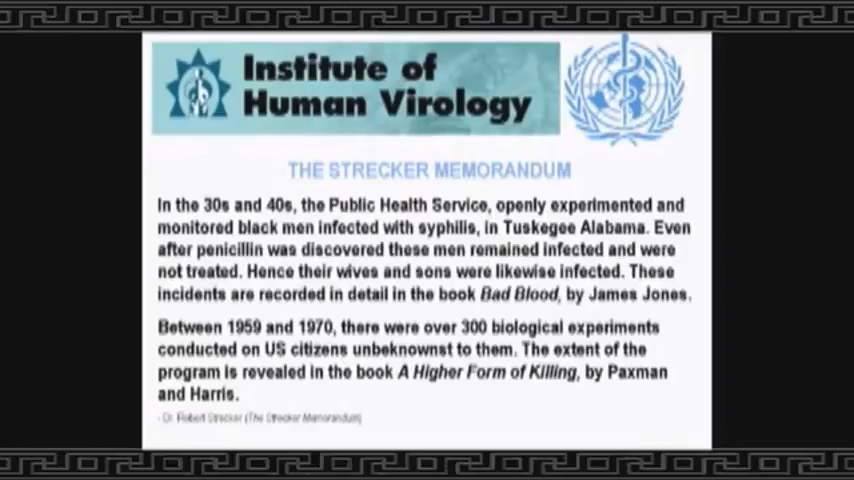 Institute of
Human Virology
THE STRECKER MEMORANDUM
In the 30s and 40s, the Public Health Service, openly experimented and
monitored black men infected with syphilis, in Tuskegee Alabama. Even
after penicillin was discovered these men remained infected and were
not treated. Hence their wives and sons were likewise infected. These
incidents are recorded in detail in the book Bad Blood, by James Jones.
Between 1959 and 1970, there were over 300 biological experiments
conducted on US citizens unbeknownst to them. The extent of the
program is revealed in the book A Higher Form of Killing, by Paxman
and Harris.
- Dr. Robert Strecker (The Strecker Memorandum)